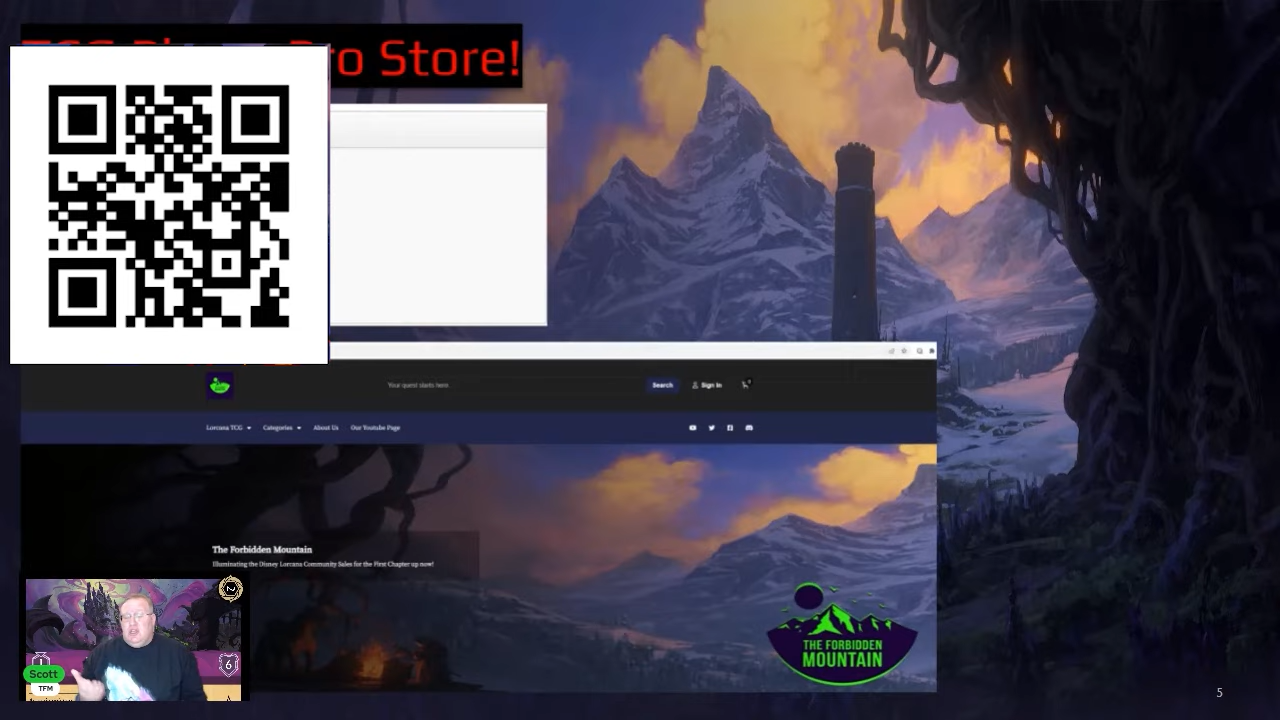 Pro Store!
Your quest starts here
Search
Sign In
Lorcana TCG
Categories
About Us
Our Youtube Page
The Forbidden Mountain
Illuminating the Disney Lorcana Community Sales for the First Chapter up now!
THE FORBIDDEN
MOUNTAIN
6
Scott
TFM
5